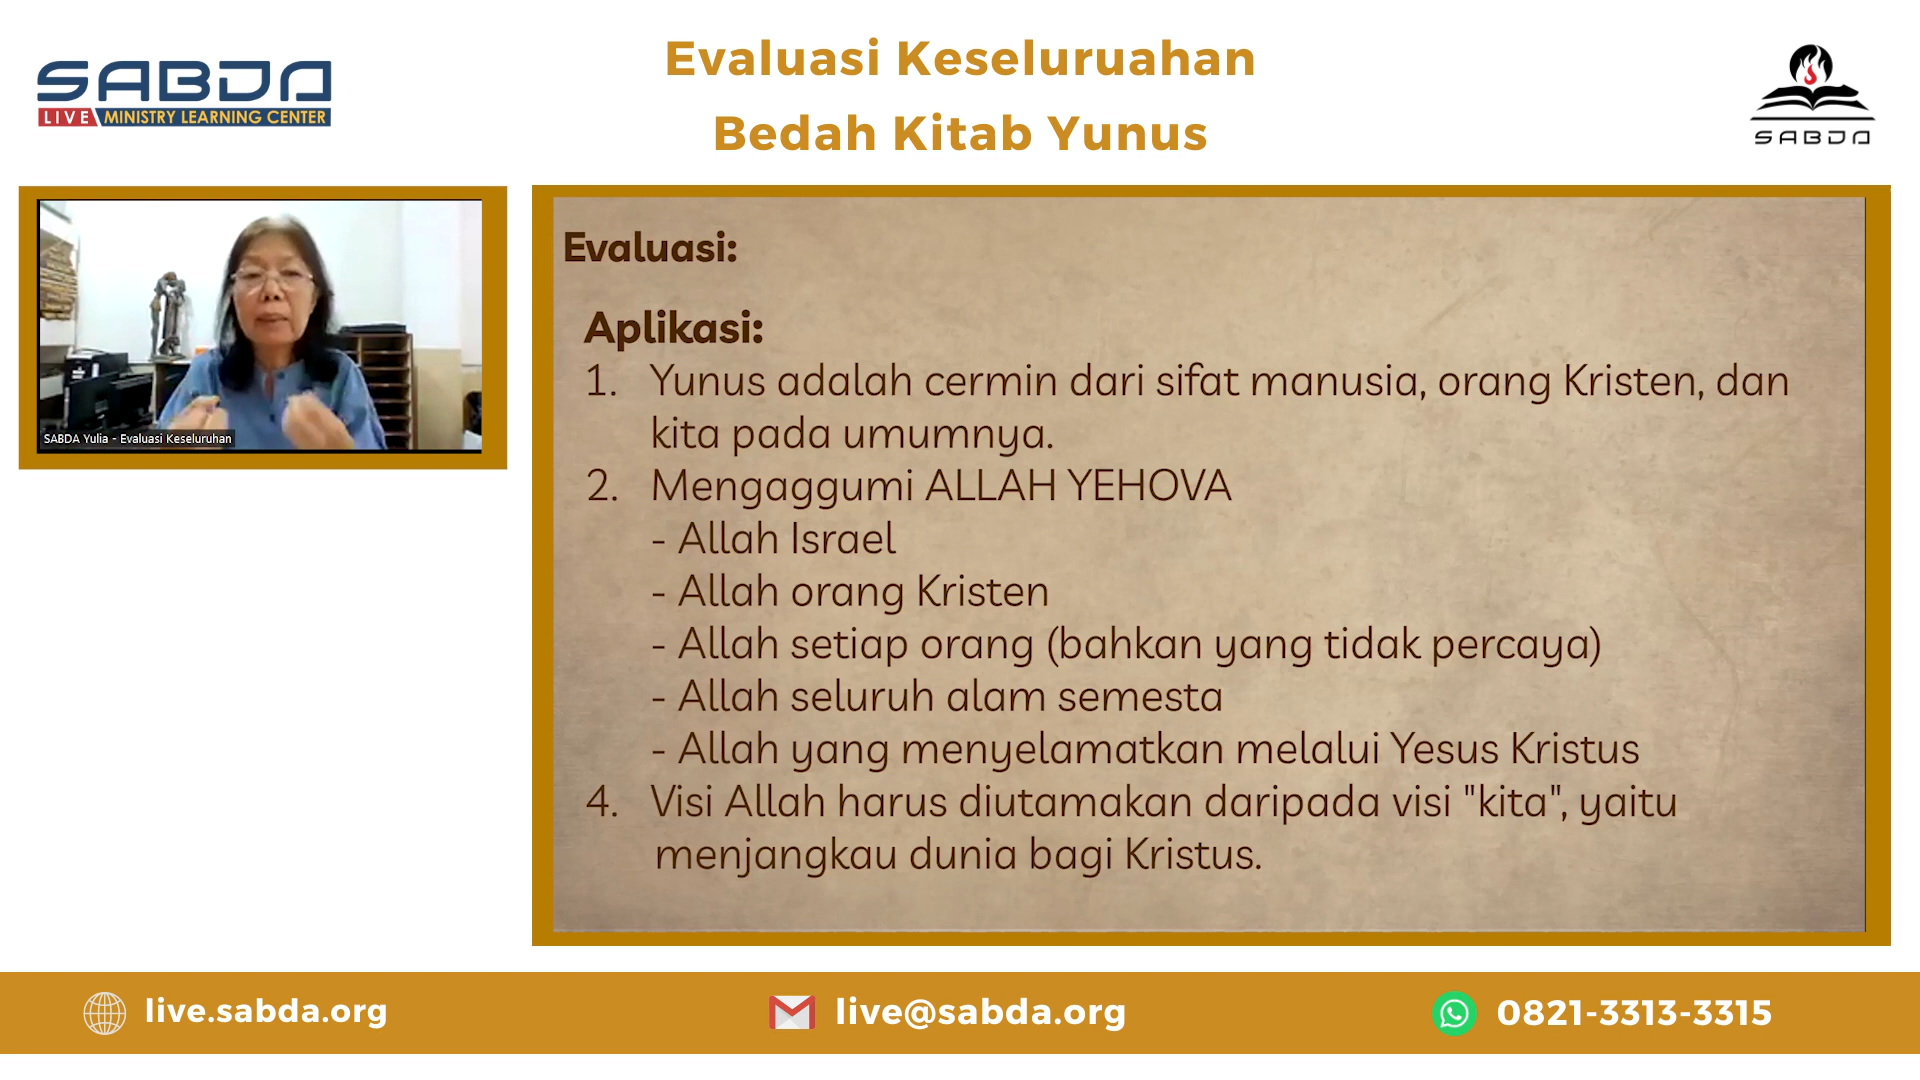 SABDA
LIVE MINISTRY LEARNING CENTER
Evaluasi Keseluruhan
Bedah Kitab Yunus
SABDA
SABDA Yulia - Evaluasi Keseluruhan
Evaluasi:
Aplikasi:
1. Yunus adalah cermin dari sifat manusia, orang Kristen, dan
kita pada umumnya.
2. Mengaggumi ALLAH YEHOVA
- Allah Israel
- Allah orang Kristen
- Allah setiap orang (bahkan yang tidak percaya)
- Allah seluruh alam semesta
- Allah yang menyelamatkan melalui Yesus Kristus
4. Visi Allah harus diutamakan daripada visi "kita", yaitu
menjangkau dunia bagi Kristus.
live.sabda.org
live@sabda.org
0821-3313-3315